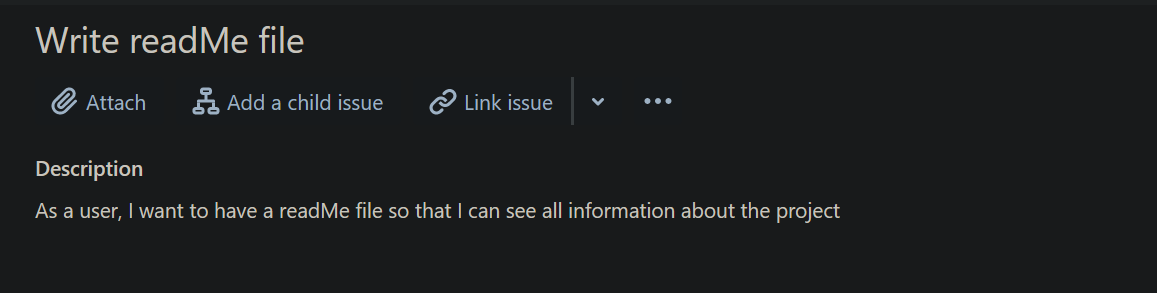 Write readMe file
Attach
Add a child issue
Link issue
Description
As a user, I want to have a readMe file so that I can see all information about the project